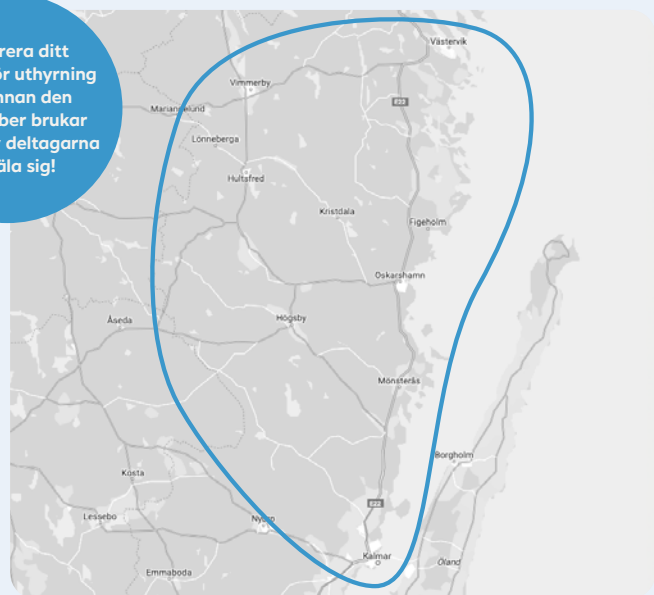 rera ditt
ör uthyrning
nnan den
ber brukar
deltagarna
äla sig!
Västervik
Vimmerby
E22
Mariannelund
Lönneberga
Hultsfred
Kristdala
Figeholm
Oskarshamn
Åseda
Högsby
Mönsterås
Borgholm
Kosta
E22
Lessebo
Nybro
Kalmar
Öland
Emmaboda